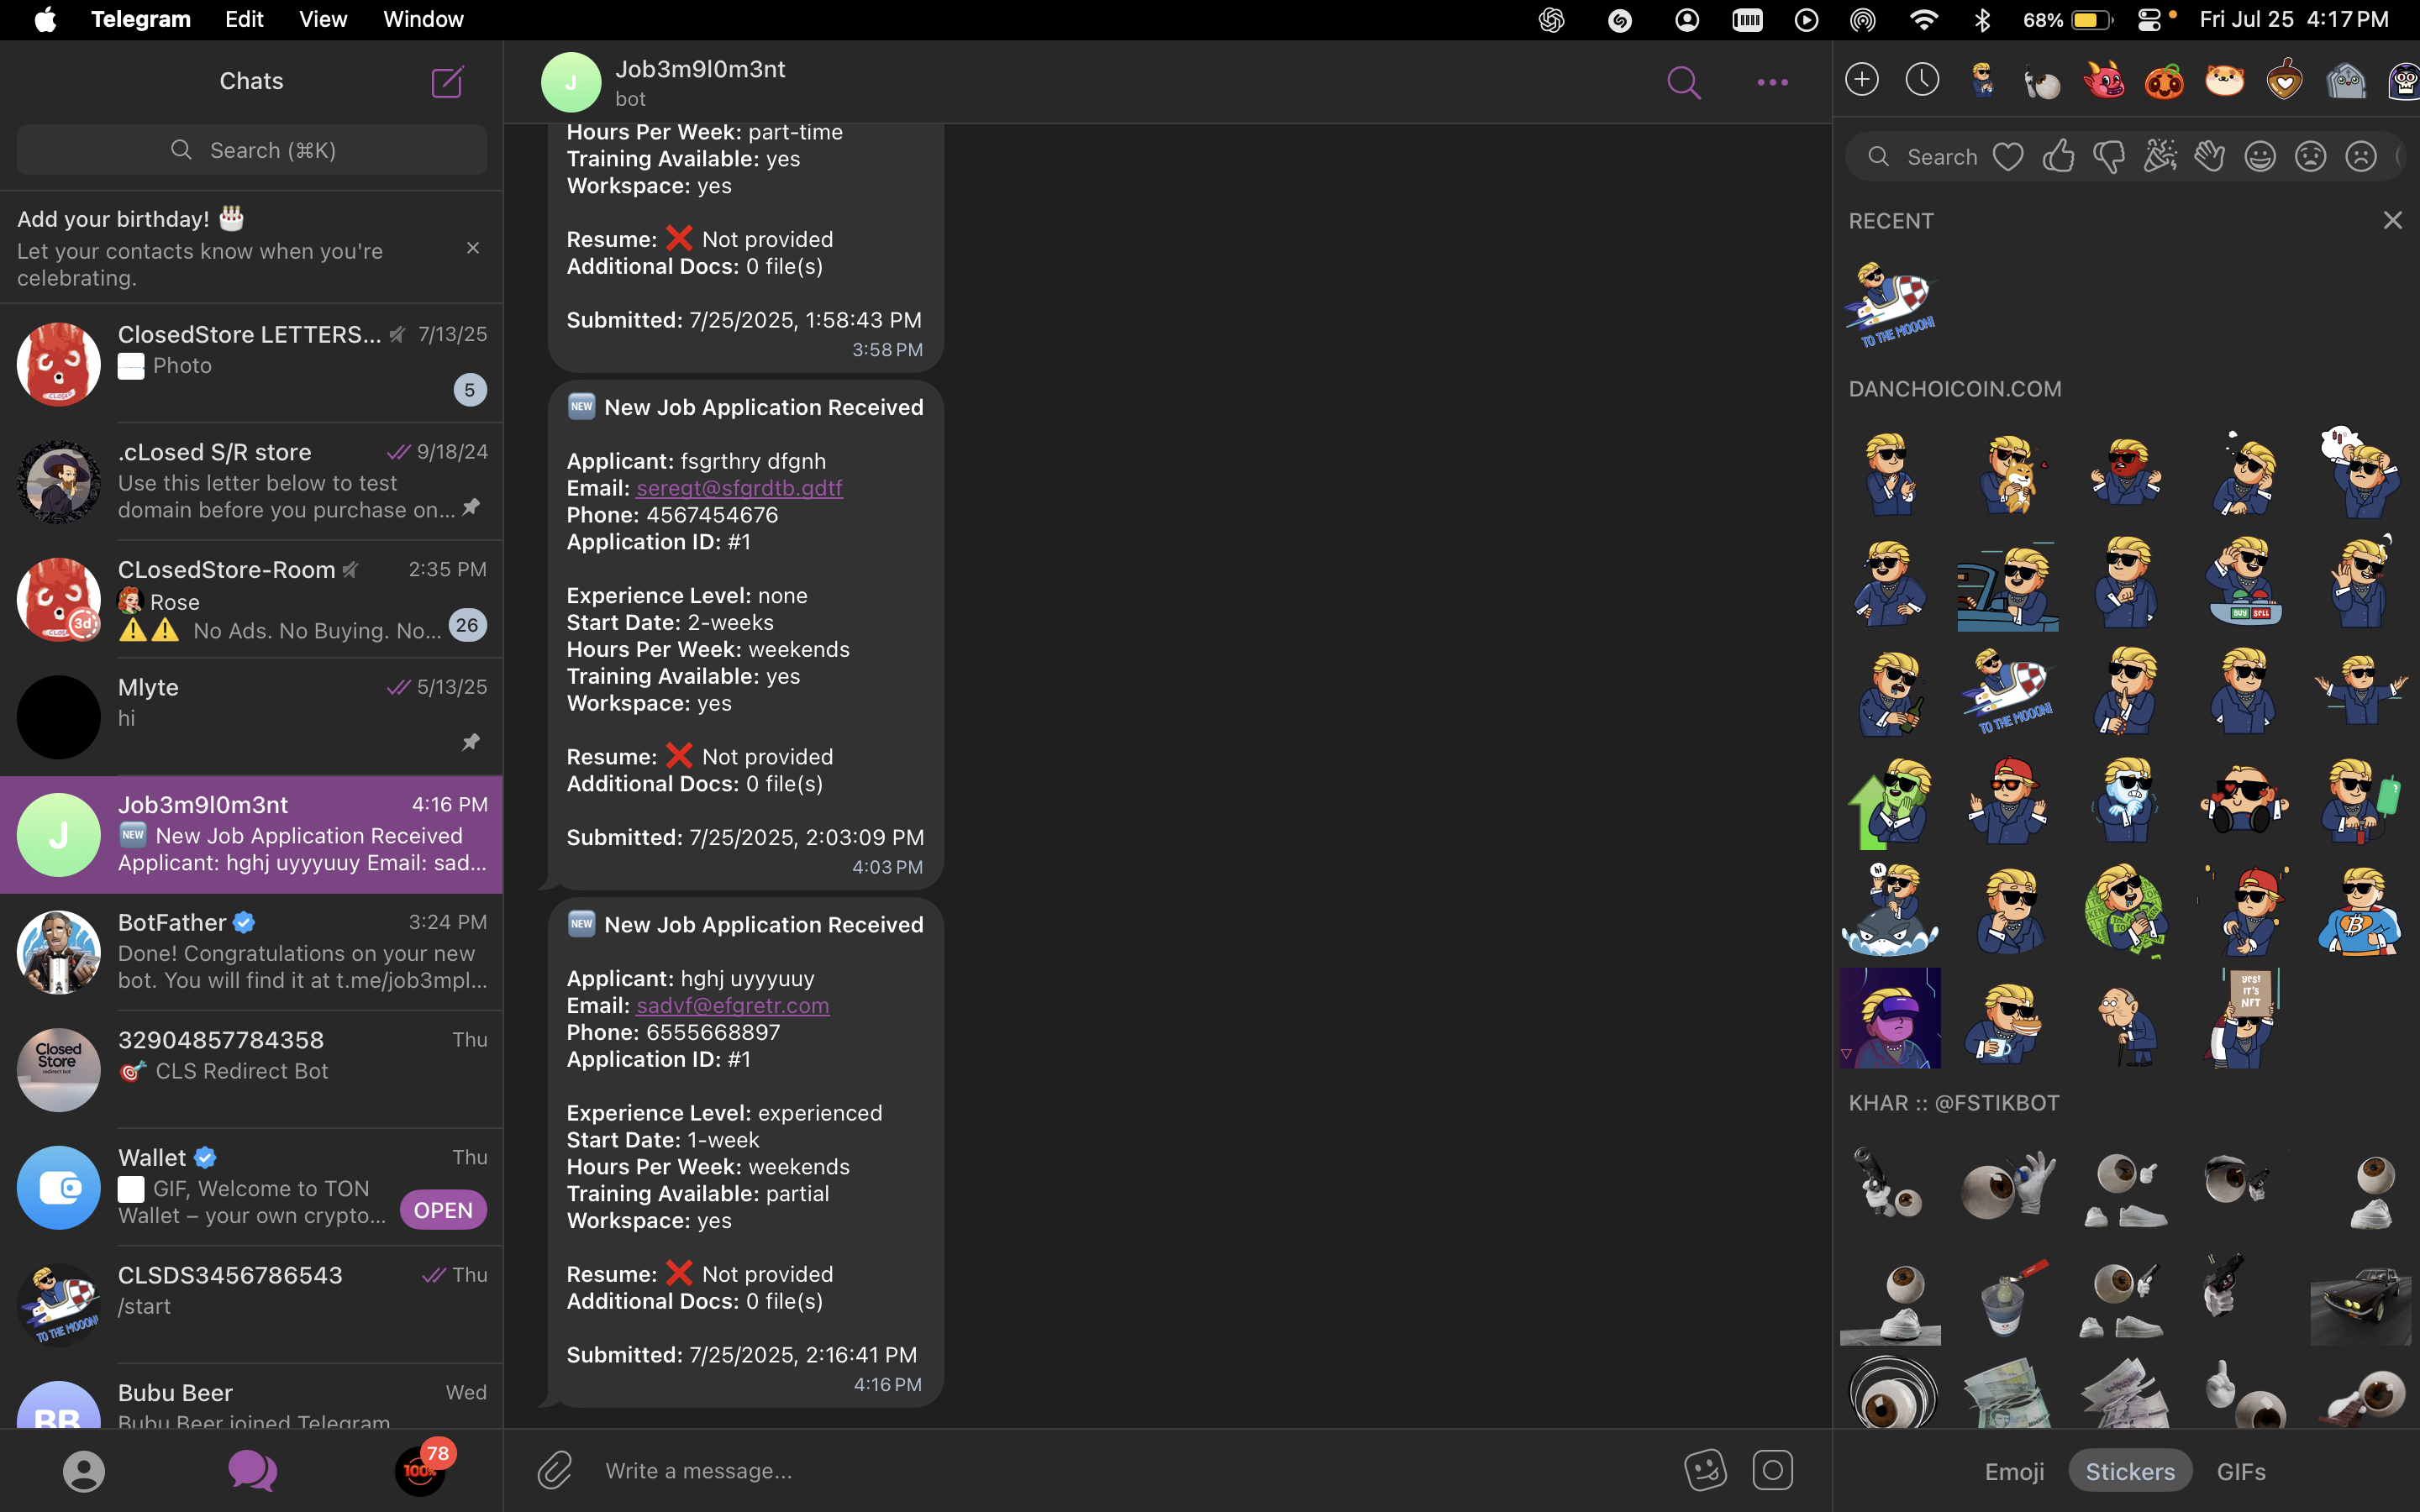 Telegram Edit View Window
68% Fri Jul 25 4:17 PM
Chats
Search (⌘K)
Add your birthday! 🎂
Let your contacts know when you're
celebrating.
ClosedStore LETTERS... 7/13/25
Photo
5
.cLosed S/R store 9/18/24
Use this letter below to test
domain before you purchase on...
CLosedStore-Room 2:35 PM
Rose
⚠️⚠️ No Ads. No Buying. No... 26
3d
Mlyte 5/13/25
hi
J
Job3m9l0m3nt 4:16 PM
🆕 New Job Application Received
Applicant: hghj uyyyuuy Email: sad...
BotFather 3:24 PM
Done! Congratulations on your new
bot. You will find it at t.me/job3mpl...
Closed
Store
redirect bot
32904857784358 Thu
🎯 CLS Redirect Bot
Wallet Thu
GIF, Welcome to TON
Wallet – your own crypto... OPEN
TO THE MOOON!
CLSDS3456786543 Thu
/start
BB
Bubu Beer Wed
Bubu Beer joined Telegram
100%
78
J
Job3m9l0m3nt
bot
Hours Per Week: part-time
Training Available: yes
Workspace: yes
Resume: ❌ Not provided
Additional Docs: 0 file(s)
Submitted: 7/25/2025, 1:58:43 PM
3:58 PM
🆕 New Job Application Received
Applicant: fsgrthry dfgnh
Email: seregt@sfgrdtb.gdtf
Phone: 4567454676
Application ID: #1
Experience Level: none
Start Date: 2-weeks
Hours Per Week: weekends
Training Available: yes
Workspace: yes
Resume: ❌ Not provided
Additional Docs: 0 file(s)
Submitted: 7/25/2025, 2:03:09 PM
4:03 PM
🆕 New Job Application Received
Applicant: hghj uyyyuuy
Email: sadvf@efgretr.com
Phone: 6555668897
Application ID: #1
Experience Level: experienced
Start Date: 1-week
Hours Per Week: weekends
Training Available: partial
Workspace: yes
Resume: ❌ Not provided
Additional Docs: 0 file(s)
Submitted: 7/25/2025, 2:16:41 PM
4:16 PM
Write a message...
Search
RECENT
TO THE MOOON!
DANCHOICOIN.COM
BUY SELL
TO THE MOOON!
hi
yes!
IT'S
NFT
KHAR :: @FSTIKBOT
Emoji Stickers GIFs